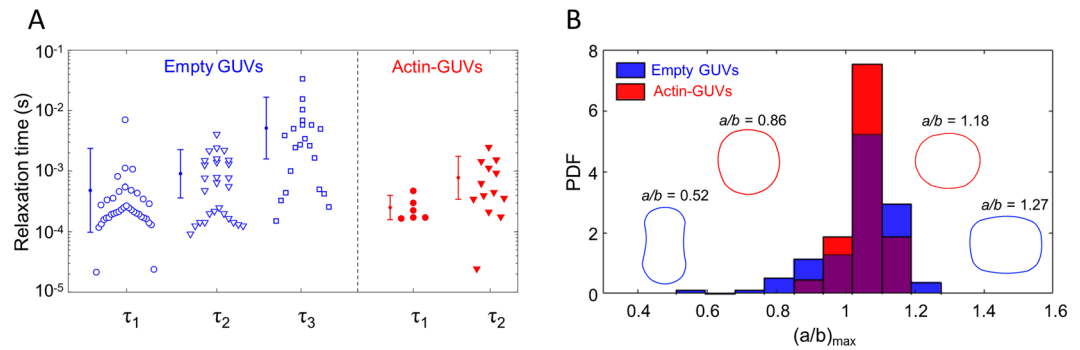 A
Relaxation time (s)
10-1
10-2
10-3
10-4
10-5
Empty GUVs
Actin-GUVs
τ1
τ2
τ3
τ1
τ2
B
PDF
8
6
4
2
0
Empty GUVs
Actin-GUVs
a/b = 0.86
a/b = 1.18
a/b = 0.52
a/b = 1.27
0.4 0.6 0.8 1 1.2 1.4 1.6
(a/b)max